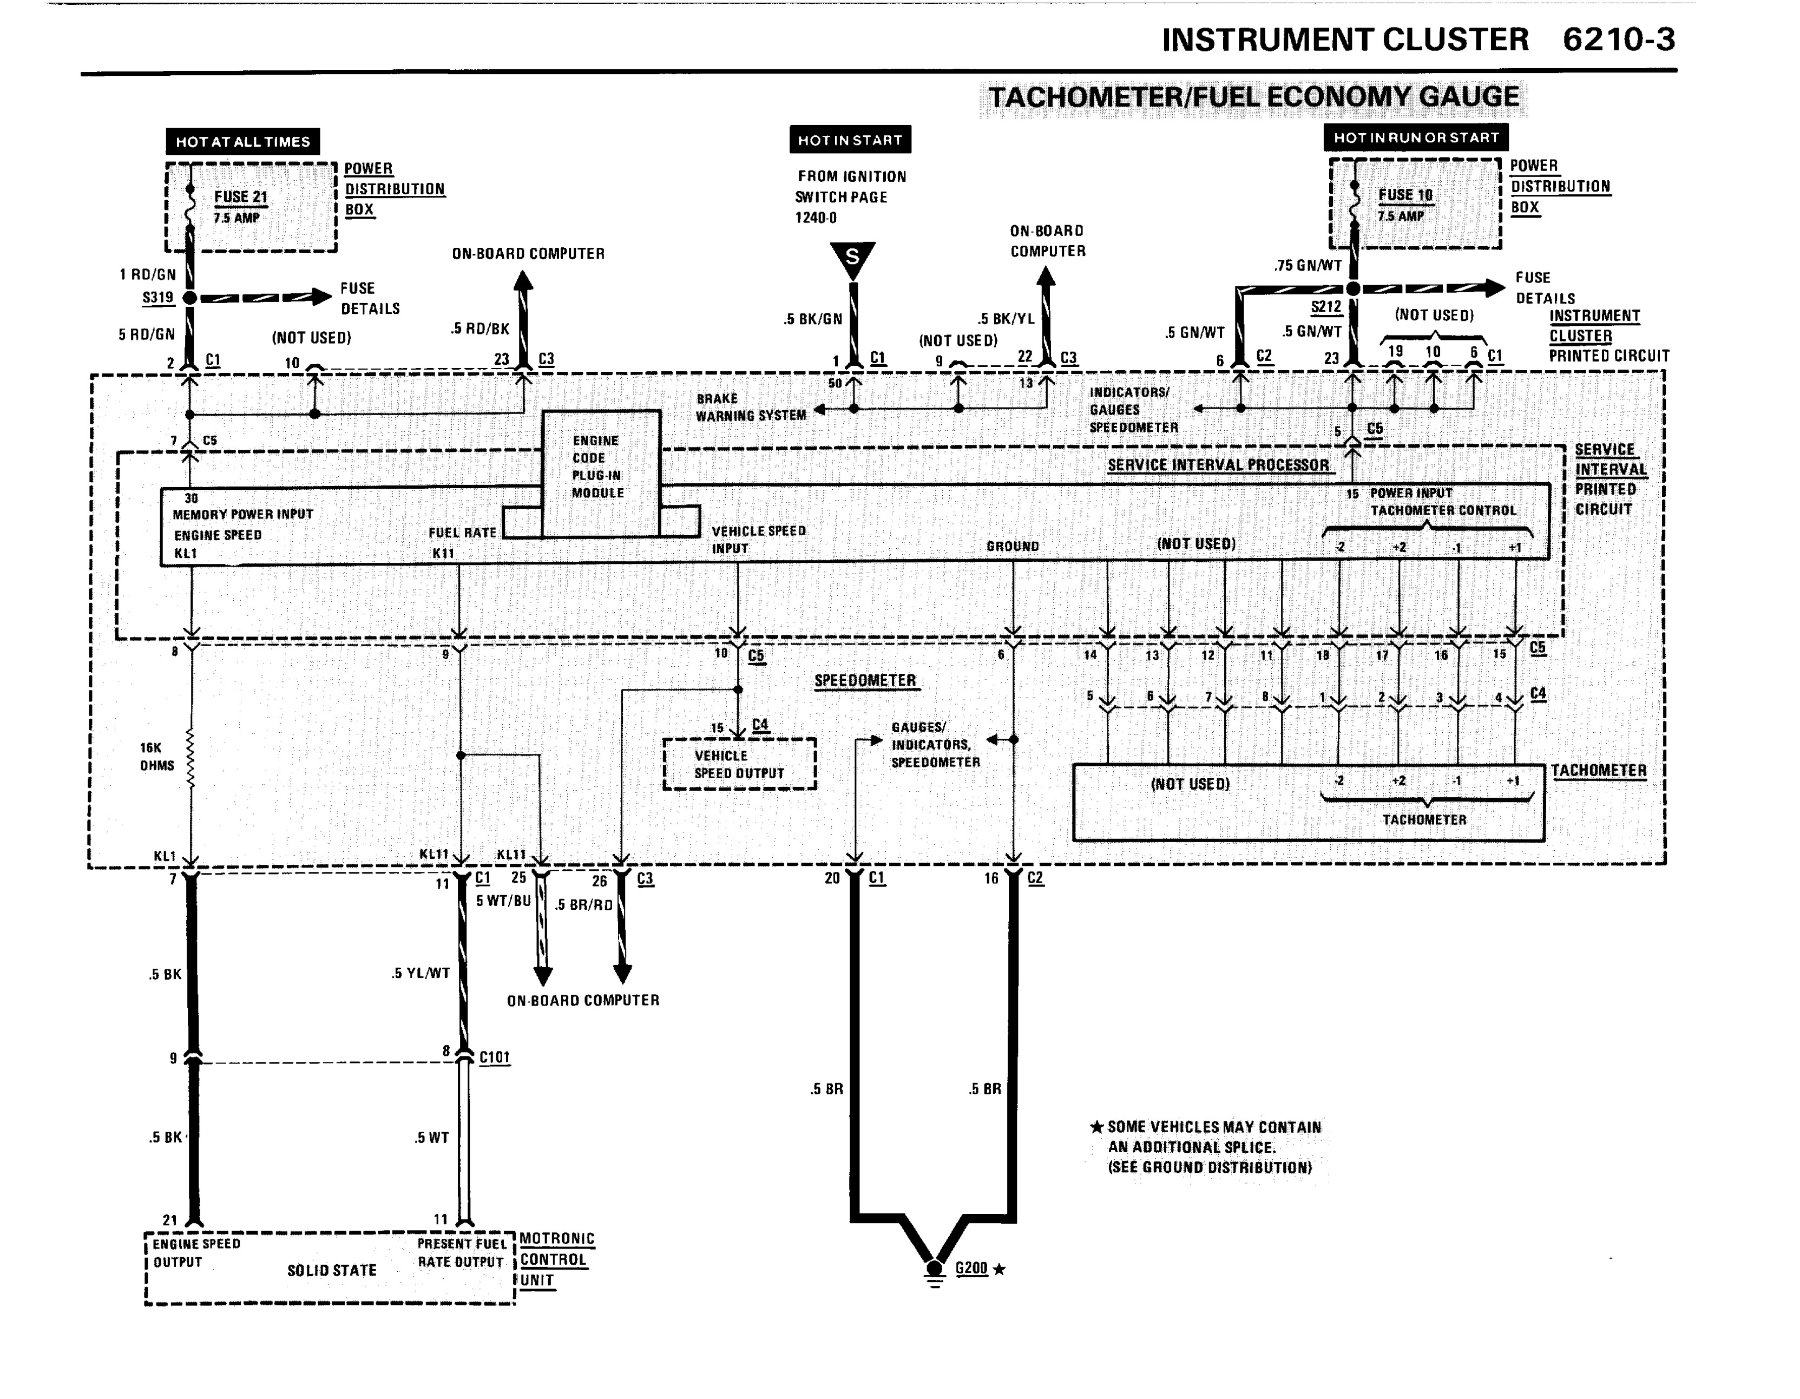 INSTRUMENT CLUSTER 6210-3
TACHOMETER/FUEL ECONOMY GAUGE
HOT AT ALL TIMES
HOT IN START
HOT IN RUN OR START
POWER
DISTRIBUTION
BOX
FUSE 21
7.5 AMP
FROM IGNITION
SWITCH PAGE
1240-0
S
POWER
DISTRIBUTION
BOX
FUSE 10
7.5 AMP
ON-BOARD COMPUTER
ON-BOARD
COMPUTER
1 RD/GN
S319
FUSE
DETAILS
5 RD/GN
(NOT USED)
.5 RD/BK
.5 BK/GN
(NOT USED)
.5 BK/YL
.75 GN/WT
S212
FUSE
DETAILS
.5 GN/WT
.5 GN/WT
(NOT USED)
INSTRUMENT
CLUSTER
PRINTED CIRCUIT
2 C1 10 23 C3 1 C1 9 22 C3 6 C2 23 19 10 6 C1
50
13
BRAKE
WARNING SYSTEM
INDICATORS/
GAUGES
SPEEDOMETER
7 C5
5 C5
ENGINE
CODE
PLUG-IN
MODULE
SERVICE INTERVAL PROCESSOR
SERVICE
INTERVAL
PRINTED
CIRCUIT
30
MEMORY POWER INPUT
ENGINE SPEED
KL1
FUEL RATE
K11
VEHICLE SPEED
INPUT
GROUND
(NOT USED)
15 POWER INPUT
TACHOMETER CONTROL
-2 +2 -1 +1
8 9 10 C5 6 14 13 12 11 18 17 16 15 C5
SPEEDOMETER
5 6 7 8 1 2 3 4 C4
15 C4
VEHICLE
SPEED OUTPUT
GAUGES/
INDICATORS,
SPEEDOMETER
16K
OHMS
(NOT USED)
-2 +2 -1 +1
TACHOMETER
TACHOMETER
KL1 KL11 KL11
7 11 C1 25 26 C3 20 C1 16 C2
5 WT/BU
.5 BR/RD
.5 BK
.5 YL/WT
ON-BOARD COMPUTER
9 8 C101
.5 BR
.5 BR
.5 BK
.5 WT
★ SOME VEHICLES MAY CONTAIN
AN ADDITIONAL SPLICE.
(SEE GROUND DISTRIBUTION)
21 11
ENGINE SPEED
OUTPUT
SOLID STATE
PRESENT FUEL
RATE OUTPUT
MOTRONIC
CONTROL
UNIT
G200 ★